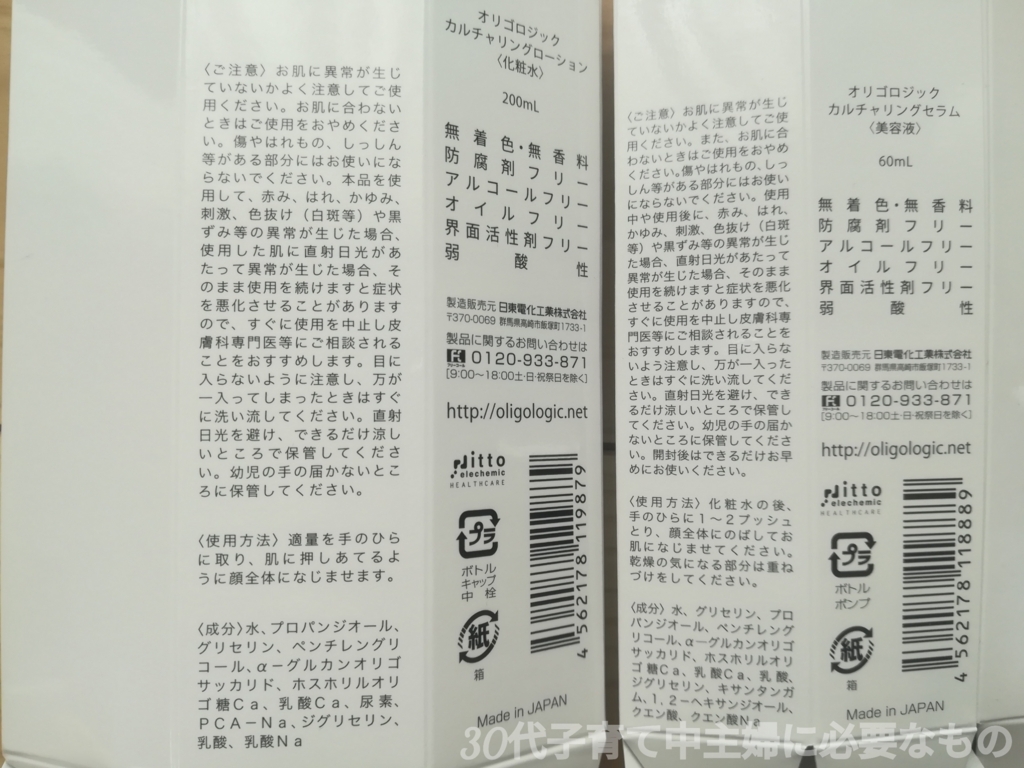 〈ご注意〉お肌に異常が生じ
ていないかよく注意してご使
用ください。お肌に合わない
ときはご使用をおやめくださ
い。傷やはれもの、しっしん
等がある部分にはお使いにな
らないでください。本品を使
用して、赤み、はれ、かゆみ、
刺激、色抜け（白斑等）や黒
ずみ等の異常が生じた場合、
使用した肌に直射日光があ
たって異常が生じた場合、そ
のまま使用を続けますと症状
を悪化させることがあります
ので、すぐに使用を中止し皮
膚科専門医等にご相談される
ことをおすすめします。目に
入らないように注意し、万が
一入ってしまったときはすぐ
に洗い流してください。直射
日光を避け、できるだけ涼し
いところで保管してくださ
い。幼児の手の届かないとこ
ろに保管してください。
〈使用方法〉適量を手のひら
に取り、肌に押しあてるよ
うに顔全体になじませます。
〈成分〉水、プロパンジオール、
グリセリン、ペンチレングリ
コール、α－グルカンオリゴ
サッカリド、ホスホリルオリ
ゴ糖Ca、乳酸Ca、尿素、
PCA－Na、ジグリセリン、
乳酸、乳酸Na
オリゴロジック
カルチャリングローション
〈化粧水〉
200mL
無着色・無香料
防腐剤フリー
アルコールフリー
オイルフリー
界面活性剤フリー
弱酸性
製造販売元 日東電化工業株式会社
〒370-0069 群馬県高崎市飯塚町1733-1
製品に関するお問い合わせは
0120-933-871
[9:00～18:00土・日・祝祭日を除く]
http://oligologic.net
Nitto
elechemic
HEALTHCARE
プラ
ボトル
キャップ
中栓
紙
箱
4 562178 119879
Made in JAPAN
〈ご注意〉お肌に異常が生じ
ていないかよく注意してご使
用ください。また、お肌に合
わないときはご使用をおやめ
ください。傷やはれもの、しっ
しん等がある部分にはお使い
にならないでください。使用
中や使用後に、赤み、はれ、
かゆみ、刺激、色抜け（白斑
等）や黒ずみ等の異常が生じ
た場合、直射日光があたって
異常が生じた場合、そのまま
使用を続けますと症状を悪化
させることがありますので、
すぐに使用を中止し皮膚科専
門医等にご相談されることを
おすすめします。目に入らな
いよう注意し、万が一入った
ときはすぐに洗い流してくだ
さい。直射日光を避け、でき
るだけ涼しいところで保管し
てください。幼児の手の届か
ないところに保管してくださ
い。開封後はできるだけお早
めにお使いください。
〈使用方法〉化粧水の後、
手のひらに1～2プッシュ
とり、顔全体にのばしてお
肌になじませてください。
乾燥の気になる部分は重ね
づけをしてください。
〈成分〉水、グリセリン、プロ
パンジオール、ペンチレング
リコール、α－グルカンオリゴ
サッカリド、ホスホリルオリ
ゴ糖Ca、乳酸Ca、乳酸、
ジグリセリン、キサンタンガ
ム、1，2－ヘキサンジオール、
クエン酸、クエン酸Na
オリゴロジック
カルチャリングセラム
〈美容液〉
60mL
無着色・無香料
防腐剤フリー
アルコールフリー
オイルフリー
界面活性剤フリー
弱酸性
製造販売元 日東電化工業株式会社
〒370-0069 群馬県高崎市飯塚町1733-1
製品に関するお問い合わせは
0120-933-871
[9:00～18:00土・日・祝祭日を除く]
http://oligologic.net
Nitto
elechemic
HEALTHCARE
プラ
ボトル
ポンプ
紙
箱
4 562178 118889
Made in JAPAN
30代子育て中主婦に必要なもの